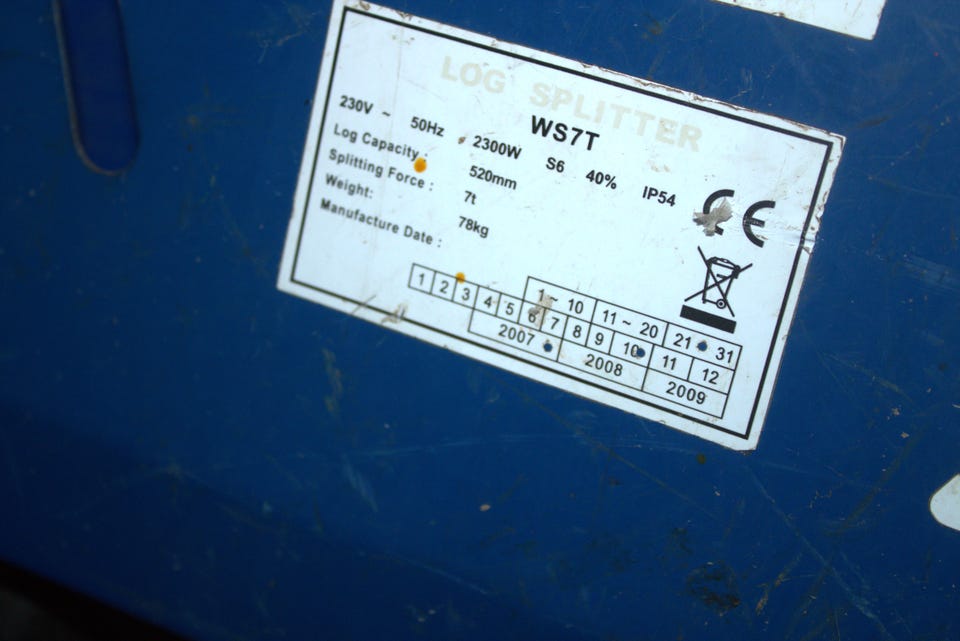 LOG SPLITTER
WS7T
230V ~ 50Hz 2300W S6 40% IP54
Log Capacity: 520mm
Splitting Force : 7t
Weight: 78kg
Manufacture Date :
CE
1~ 10 11 ~ 20 21 ~ 31
1 2 3 4 5 6 7 8 9 10 11 12
2007 2008 2009